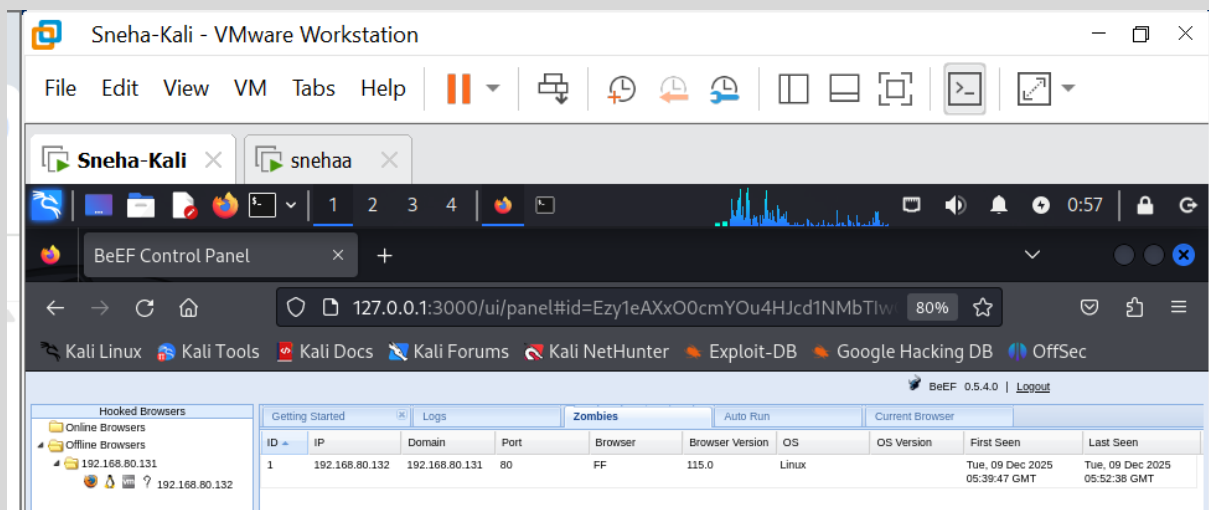 Sneha-Kali - VMware Workstation
File Edit View VM Tabs Help
Sneha-Kali snehaa
1 2 3 4 0:57
BeEF Control Panel
127.0.0.1:3000/ui/panel#id=Ezy1eAXxO0cmYOu4HJcd1NMbTIw 80%
Kali Linux Kali Tools Kali Docs Kali Forums Kali NetHunter Exploit-DB Google Hacking DB OffSec
BeEF 0.5.4.0 | Logout
Hooked Browsers Getting Started Logs Zombies Auto Run Current Browser
Online Browsers
Offline Browsers
192.168.80.131
192.168.80.132
ID IP Domain Port Browser Browser Version OS OS Version First Seen Last Seen
1 192.168.80.132 192.168.80.131 80 FF 115.0 Linux Tue, 09 Dec 2025 Tue, 09 Dec 2025
05:39:47 GMT 05:52:38 GMT